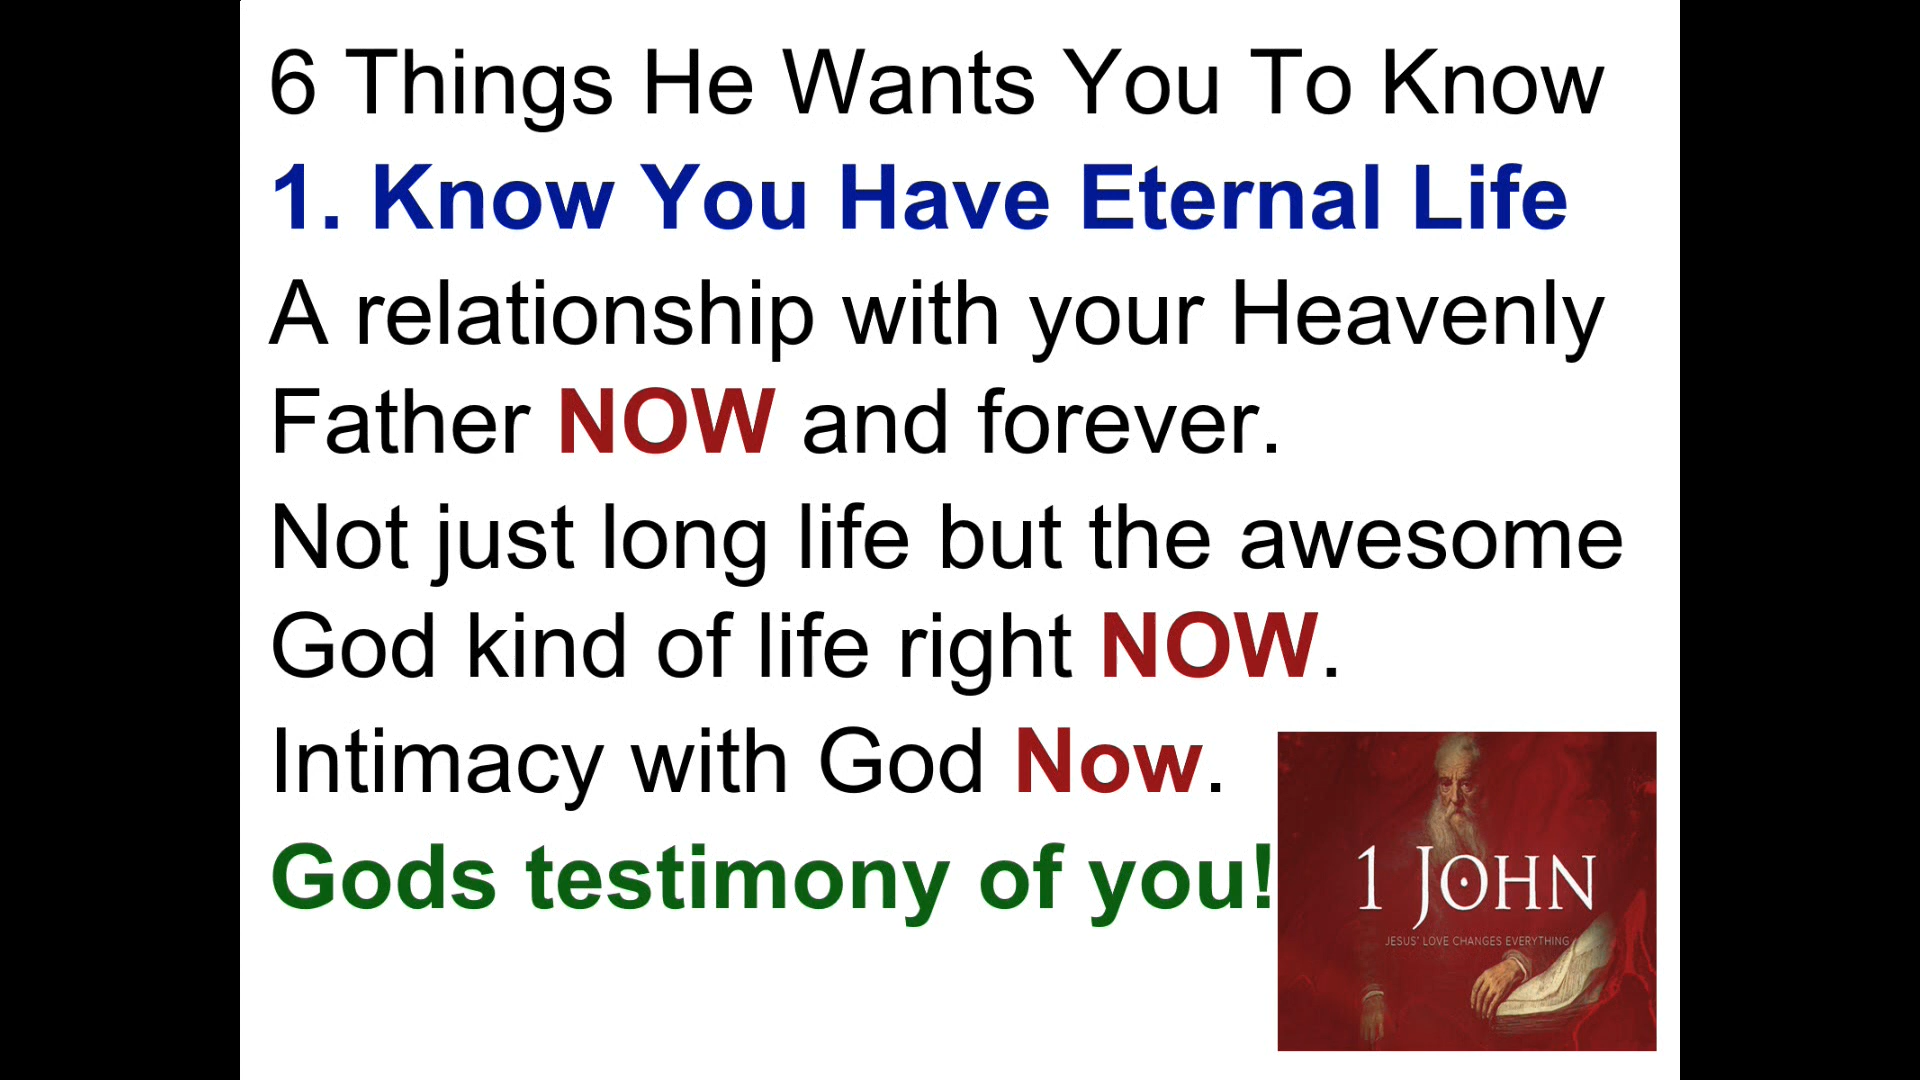 6 Things He Wants You To Know
1. Know You Have Eternal Life
A relationship with your Heavenly
Father NOW and forever.
Not just long life but the awesome
God kind of life right NOW.
Intimacy with God Now.
Gods testimony of you!
1 JOHN
JESUS' LOVE CHANGES EVERYTHING